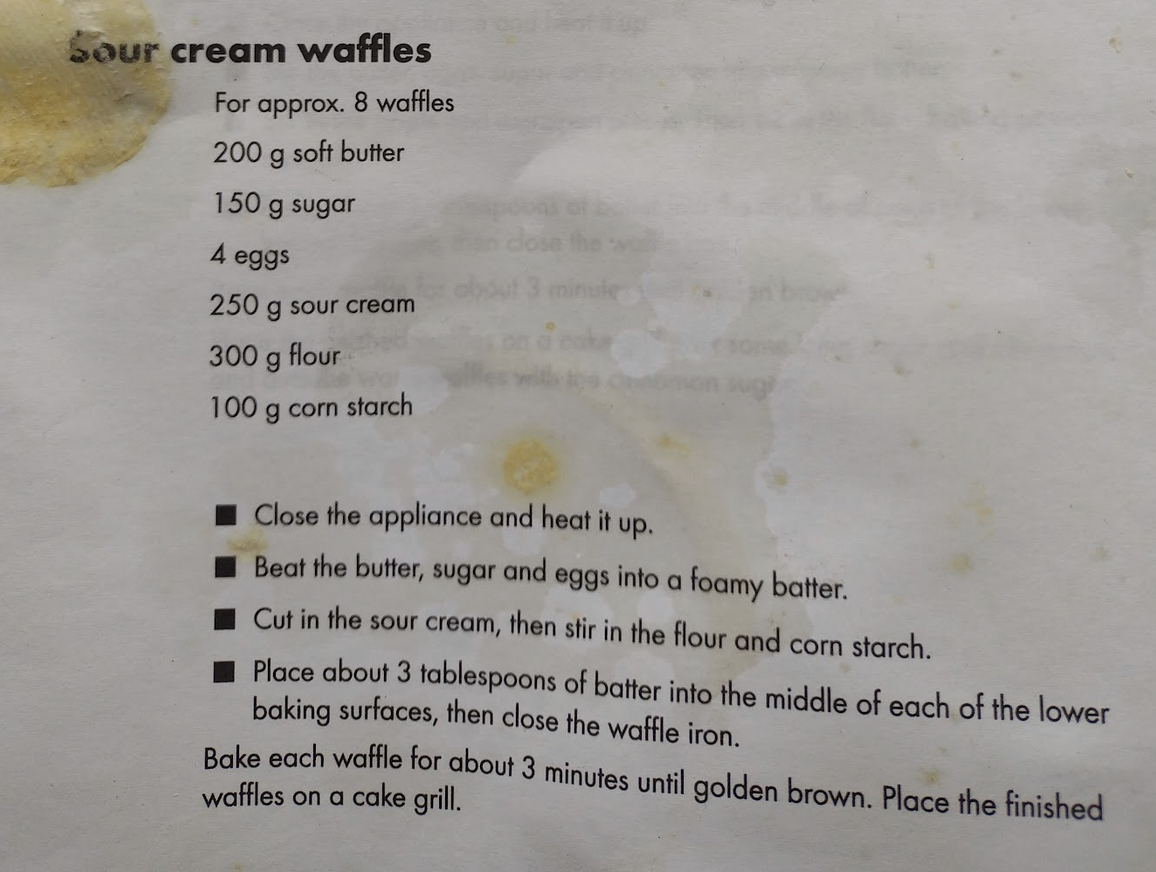 Sour cream waffles
For approx. 8 waffles
200 g soft butter
150 g sugar
4 eggs
250 g sour cream
300 g flour
100 g corn starch
■ Close the appliance and heat it up.
■ Beat the butter, sugar and eggs into a foamy batter.
■ Cut in the sour cream, then stir in the flour and corn starch.
■ Place about 3 tablespoons of batter into the middle of each of the lower
baking surfaces, then close the waffle iron.
Bake each waffle for about 3 minutes until golden brown. Place the finished
waffles on a cake grill.